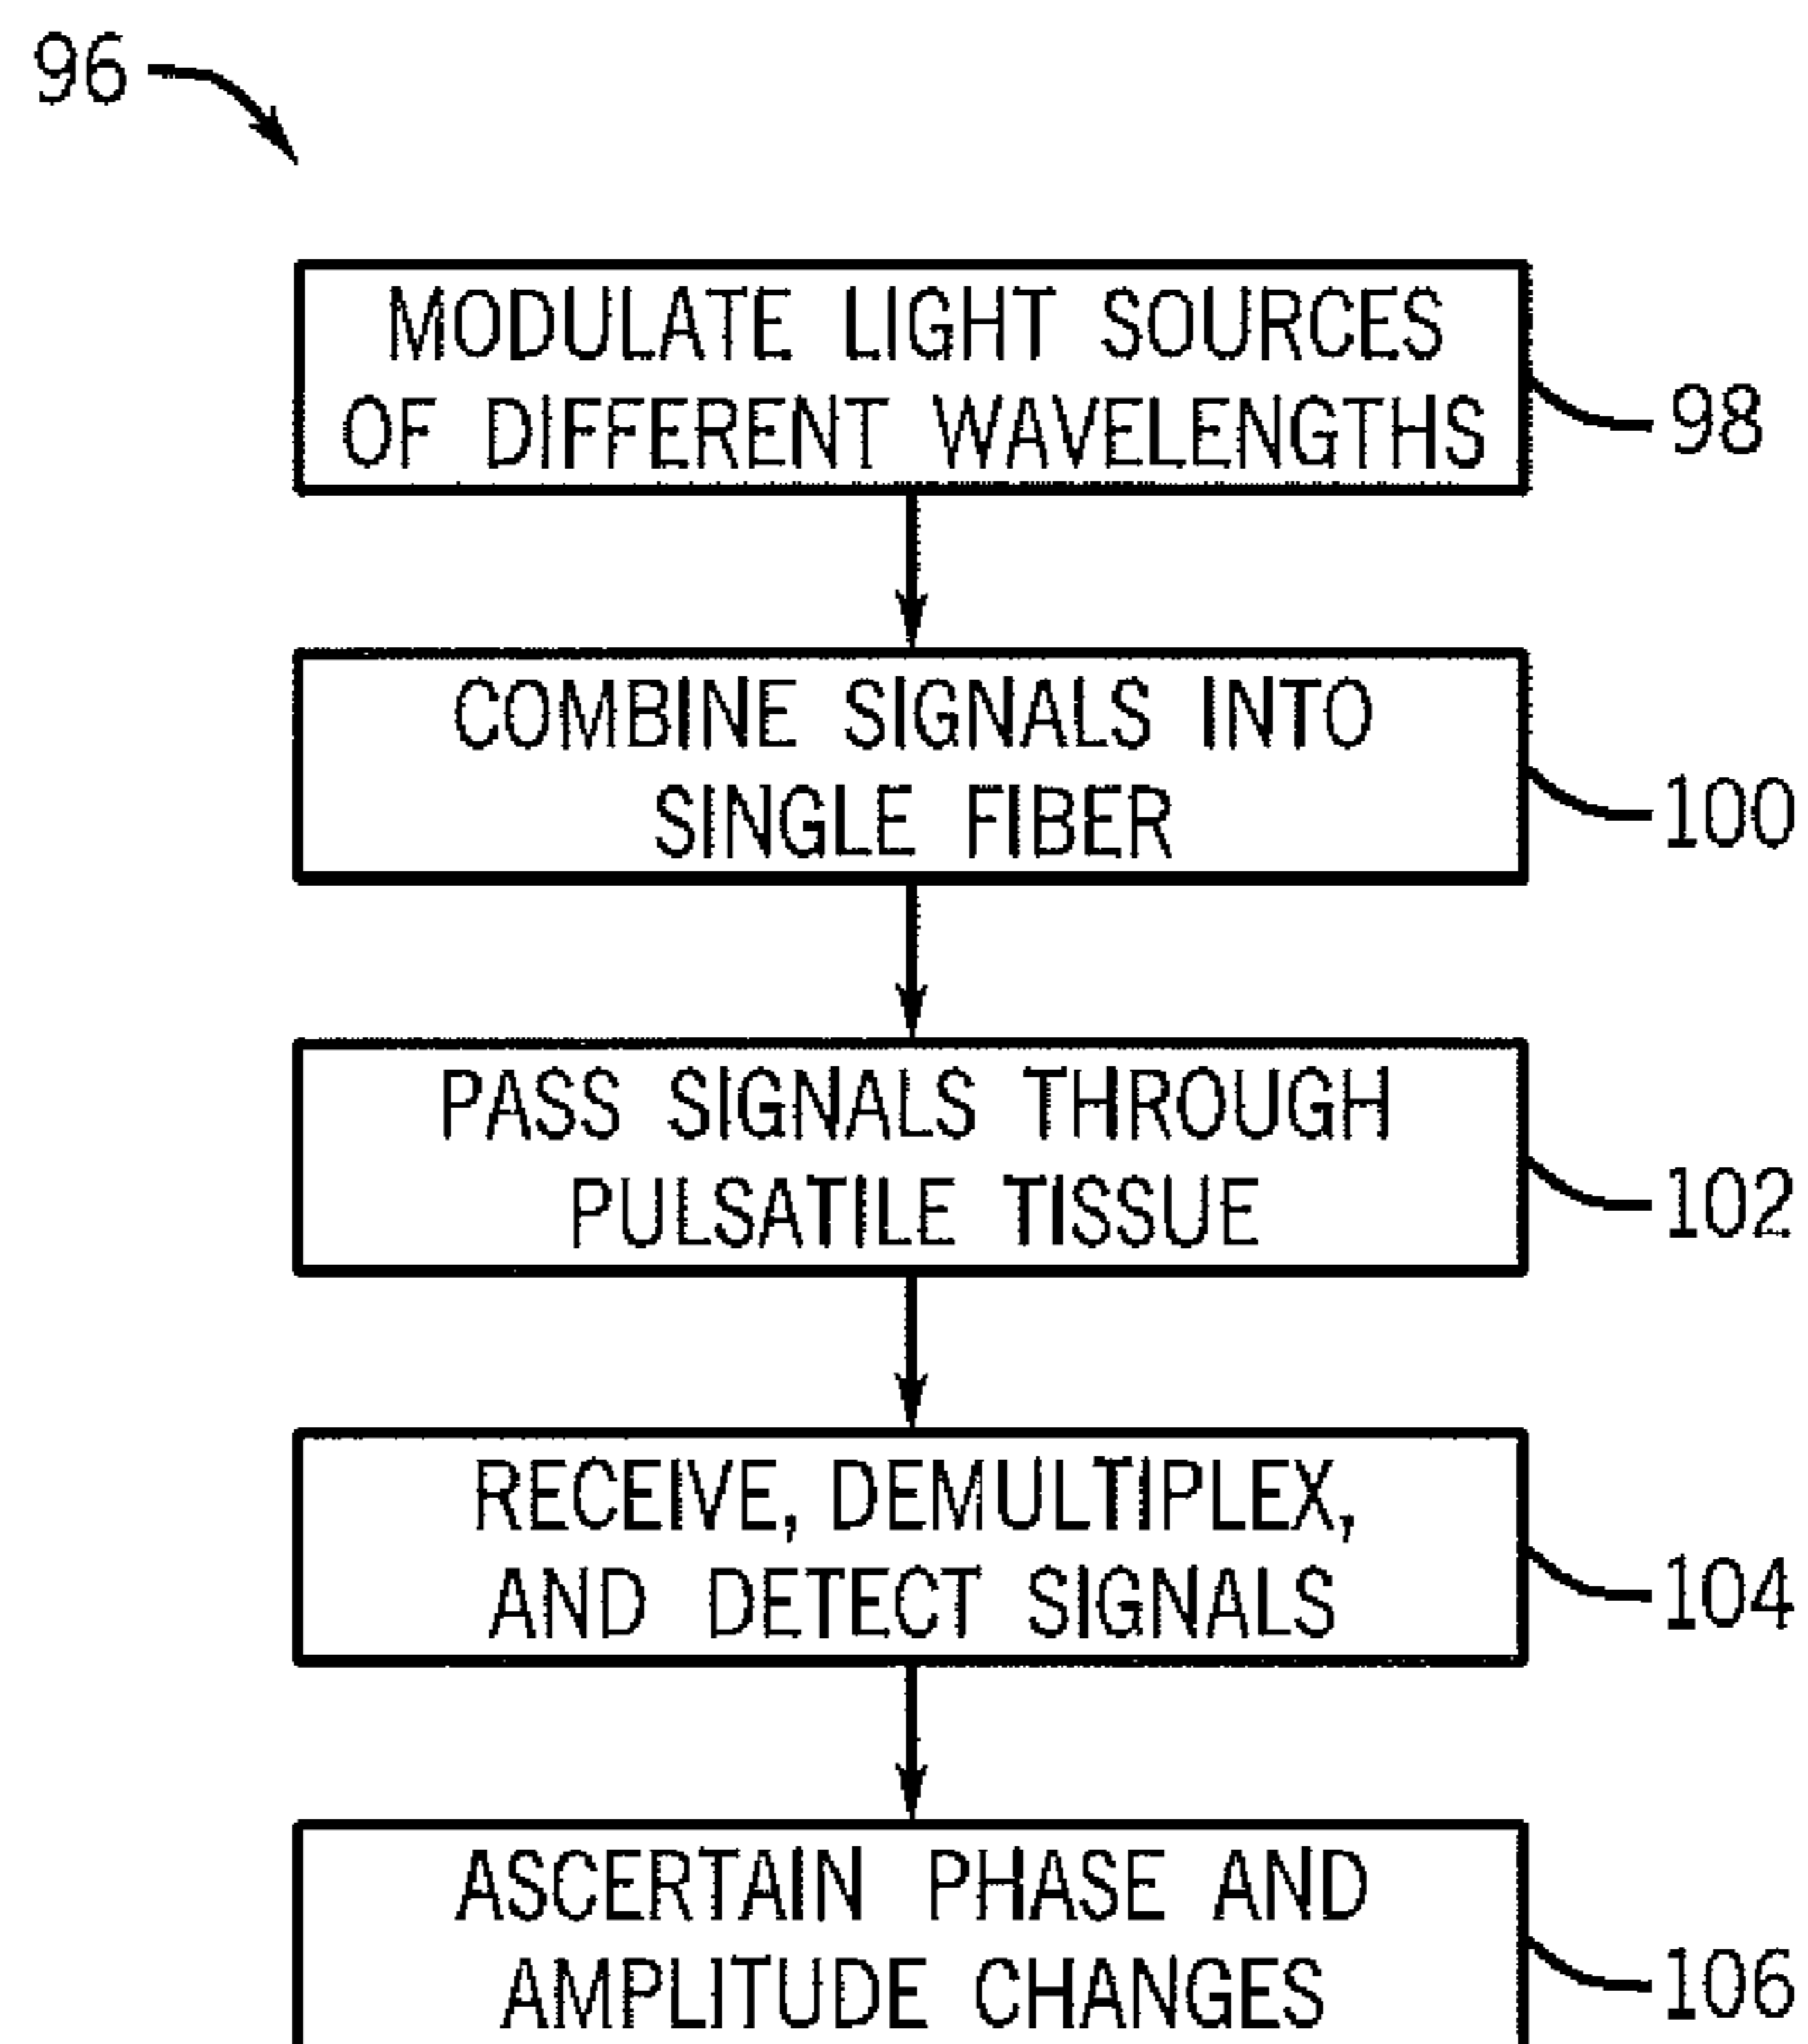 96
MODULATE LIGHT SOURCES
OF DIFFERENT WAVELENGTHS
98
COMBINE SIGNALS INTO
SINGLE FIBER
100
PASS SIGNALS THROUGH
PULSATILE TISSUE
102
RECEIVE, DEMULTIPLEX,
AND DETECT SIGNALS
104
ASCERTAIN PHASE AND
AMPLITUDE CHANGES
106